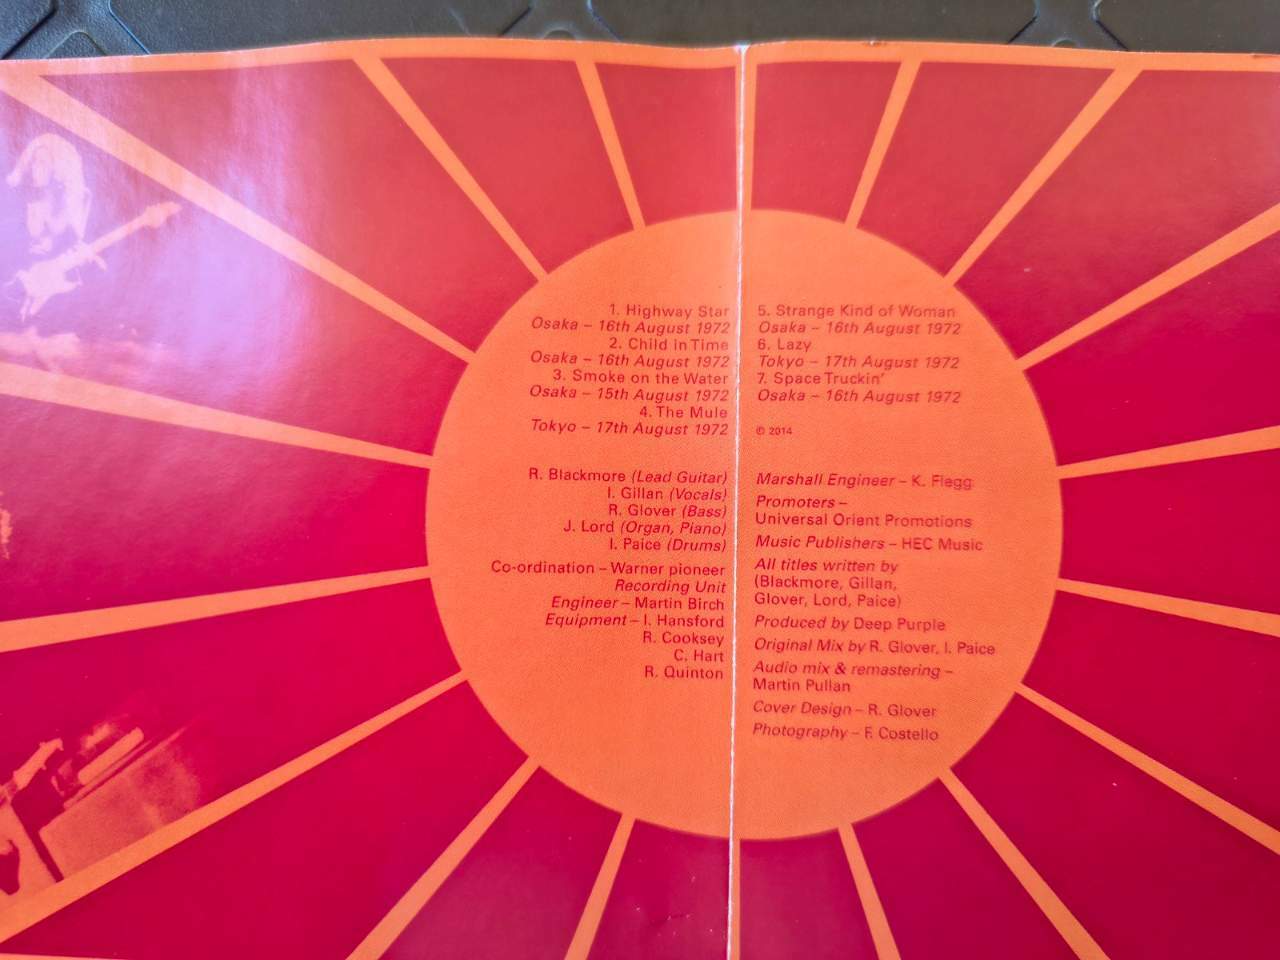 1. Highway Star
Osaka – 16th August 1972
2. Child in Time
Osaka – 16th August 1972
3. Smoke on the Water
Osaka – 15th August 1972
4. The Mule
Tokyo – 17th August 1972
R. Blackmore (Lead Guitar)
I. Gillan (Vocals)
R. Glover (Bass)
J. Lord (Organ, Piano)
I. Paice (Drums)
Co-ordination – Warner pioneer
Recording Unit
Engineer – Martin Birch
Equipment – I. Hansford
R. Cooksey
C. Hart
R. Quinton
5. Strange Kind of Woman
Osaka – 16th August 1972
6. Lazy
Tokyo – 17th August 1972
7. Space Truckin'
Osaka – 16th August 1972
© 2014
Marshall Engineer – K. Flegg
Promoters –
Universal Orient Promotions
Music Publishers – HEC Music
All titles written by
(Blackmore, Gillan,
Glover, Lord, Paice)
Produced by Deep Purple
Original Mix by R. Glover, I. Paice
Audio mix & remastering –
Martin Pullan
Cover Design – R. Glover
Photography – F. Costello